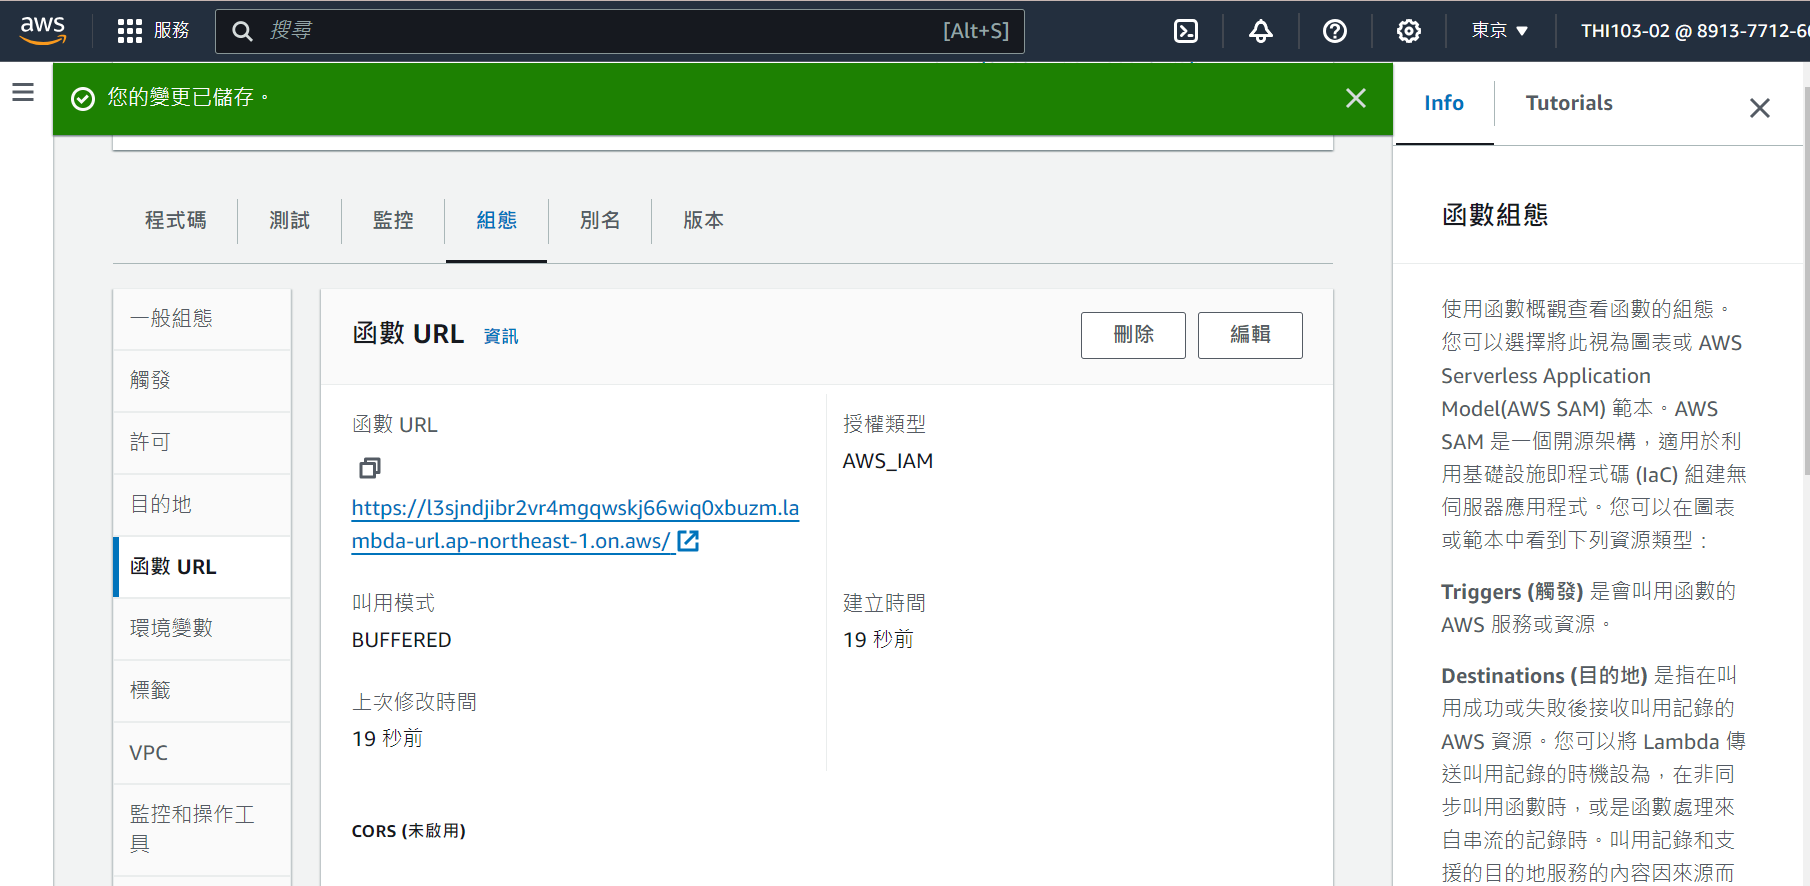 aws
服務
搜尋
[Alt+S]
東京 ▼
THI103-02 @ 8913-7712-6
您的變更已儲存。
Info
Tutorials
程式碼
測試
監控
組態
別名
版本
一般組態
觸發
許可
目的地
函數 URL
環境變數
標籤
VPC
監控和操作工
具
函數 URL 資訊
刪除
編輯
函數 URL
https://l3sjndjibr2vr4mgqwskj66wiq0xbuzm.la
mbda-url.ap-northeast-1.on.aws/
授權類型
AWS_IAM
叫用模式
BUFFERED
建立時間
19 秒前
上次修改時間
19 秒前
CORS (未啟用)
函數組態
使用函數概觀查看函數的組態。
您可以選擇將此視為圖表或 AWS
Serverless Application
Model(AWS SAM) 範本。AWS
SAM 是一個開源架構，適用於利
用基礎設施即程式碼 (IaC) 組建無
伺服器應用程式。您可以在圖表
或範本中看到下列資源類型：
Triggers (觸發) 是會叫用函數的
AWS 服務或資源。
Destinations (目的地) 是指在叫
用成功或失敗後接收叫用記錄的
AWS 資源。您可以將 Lambda 傳
送叫用記錄的時機設為，在非同
步叫用函數時，或是函數處理來
自串流的記錄時。叫用記錄和支
援的目的地服務的內容因來源而